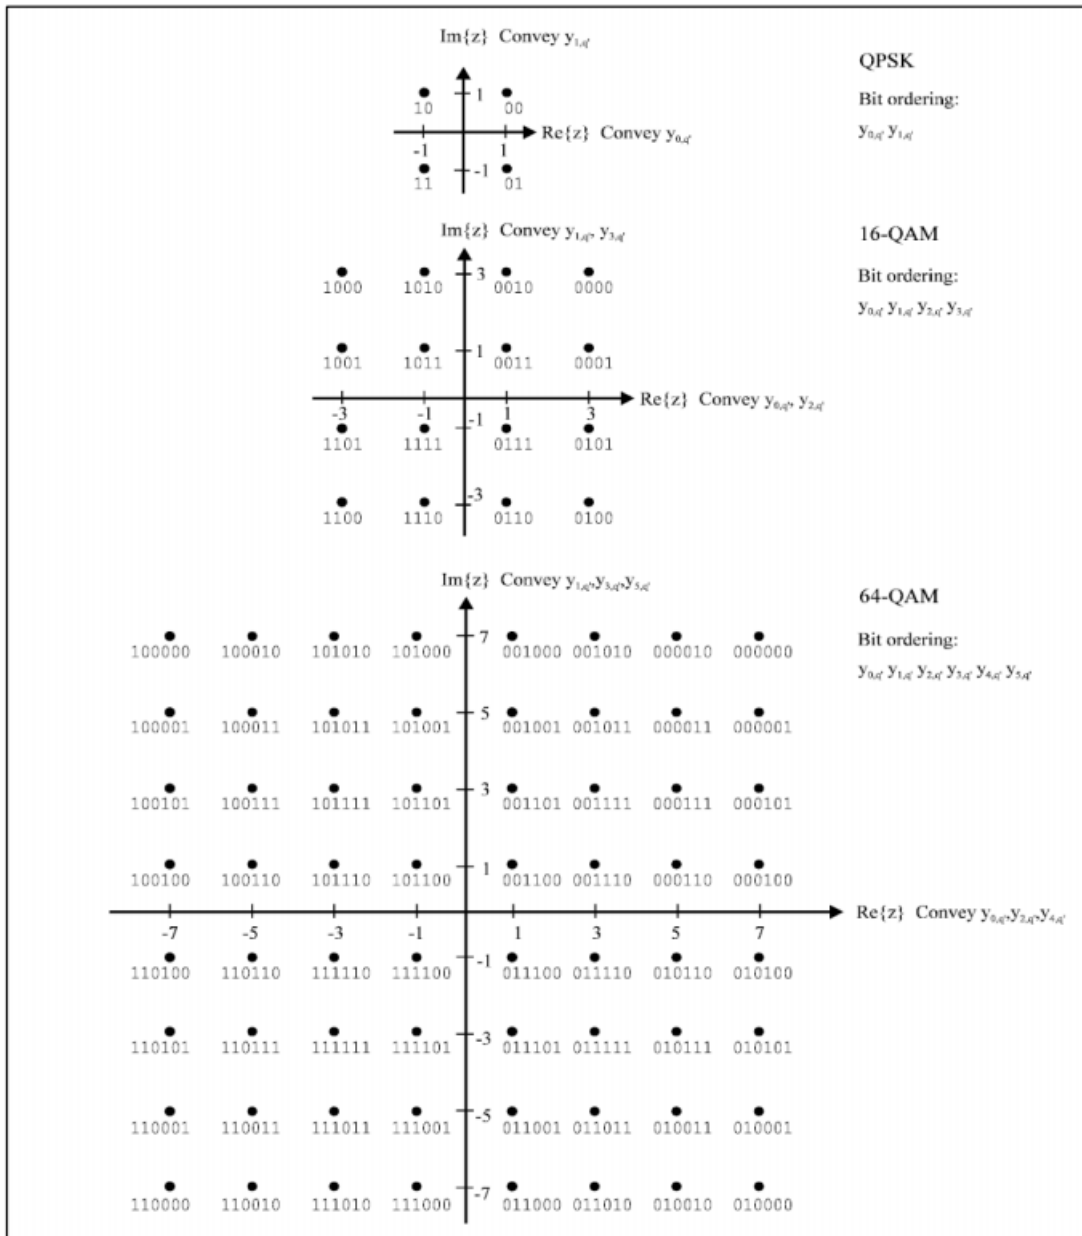 Im{z} Convey y1,q'
QPSK
Bit ordering:
y0,q' y1,q'
1
10 00
Re{z} Convey y0,q'
-1 1
-1
11 01
Im{z} Convey y1,q', y3,q'
16-QAM
Bit ordering:
y0,q' y1,q' y2,q' y3,q'
3
1000 1010 0010 0000
1
1001 1011 0011 0001
Re{z} Convey y0,q', y2,q'
-3 -1 1 3
-1
1101 1111 0111 0101
-3
1100 1110 0110 0100
Im{z} Convey y1,q',y3,q',y5,q'
64-QAM
Bit ordering:
y0,q' y1,q' y2,q' y3,q' y4,q' y5,q'
7
100000 100010 101010 101000 001000 001010 000010 000000
5
100001 100011 101011 101001 001001 001011 000011 000001
3
100101 100111 101111 101101 001101 001111 000111 000101
1
100100 100110 101110 101100 001100 001110 000110 000100
Re{z} Convey y0,q',y2,q',y4,q'
-7 -5 -3 -1 1 3 5 7
-1
110100 110110 111110 111100 011100 011110 010110 010100
-3
110101 110111 111111 111101 011101 011111 010111 010101
-5
110001 110011 111011 111001 011001 011011 010011 010001
-7
110000 110010 111010 111000 011000 011010 010010 010000